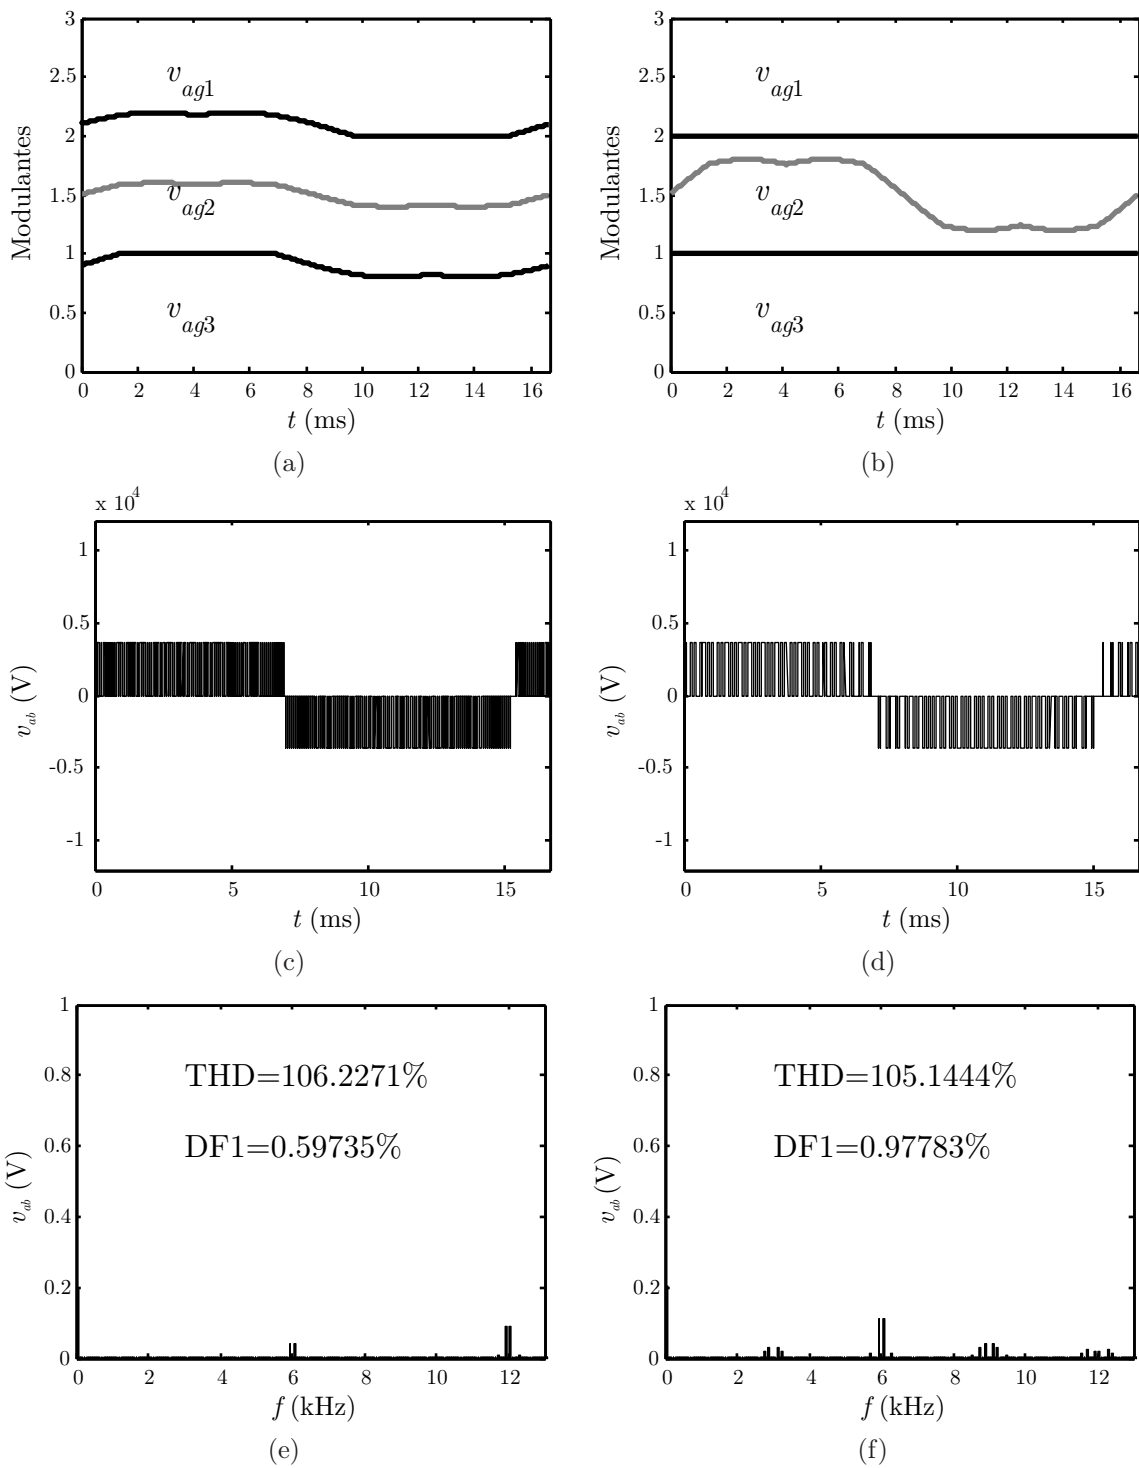 3
2.5
2
1.5
1
0.5
0
Modulantes
v_ag1
v_ag2
v_ag3
0 2 4 6 8 10 12 14 16
t (ms)
(a)
3
2.5
2
1.5
1
0.5
0
Modulantes
v_ag1
v_ag2
v_ag3
0 2 4 6 8 10 12 14 16
t (ms)
(b)
x 10^4
1
0.5
0
-0.5
-1
v_ab (V)
0 5 10 15
t (ms)
(c)
x 10^4
1
0.5
0
-0.5
-1
v_ab (V)
0 5 10 15
t (ms)
(d)
1
0.8
0.6
0.4
0.2
0
v_ab (V)
THD=106.2271%
DF1=0.59735%
0 2 4 6 8 10 12
f (kHz)
(e)
1
0.8
0.6
0.4
0.2
0
v_ab (V)
THD=105.1444%
DF1=0.97783%
0 2 4 6 8 10 12
f (kHz)
(f)